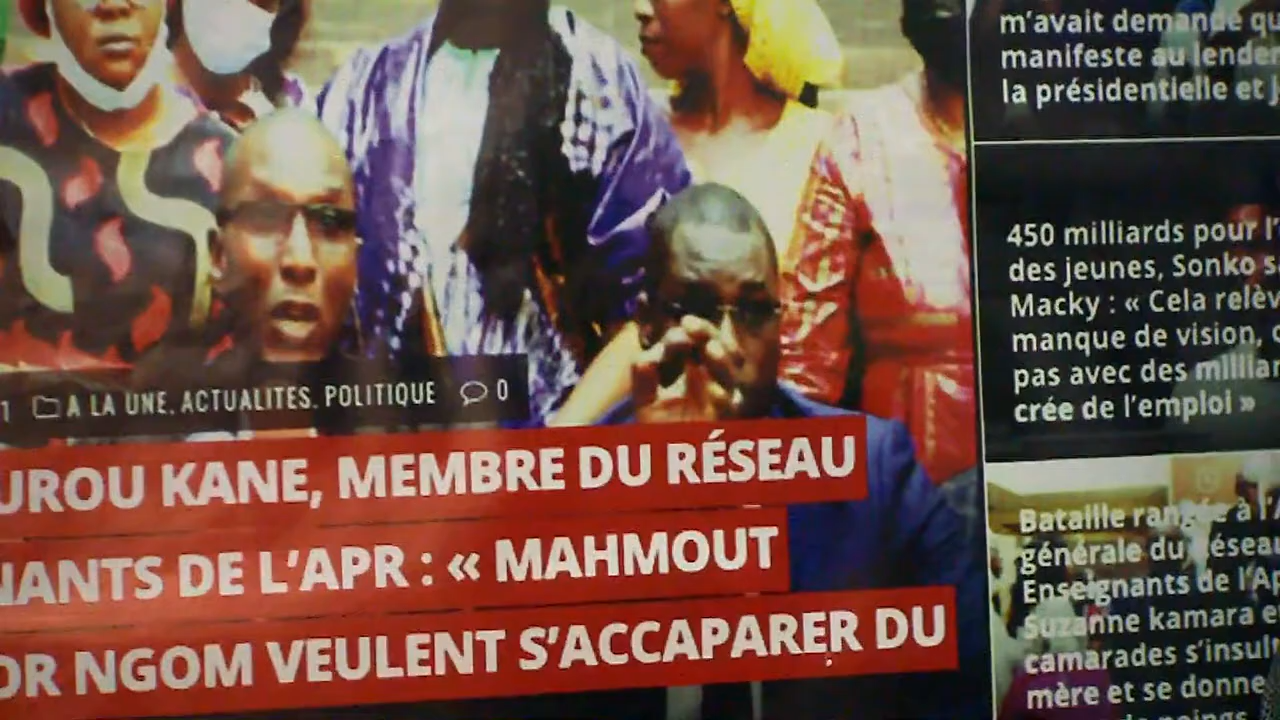 1 A LA UNE, ACTUALITES, POLITIQUE 0
UROU KANE, MEMBRE DU RÉSEAU
NANTS DE L'APR : « MAHMOUT
OR NGOM VEULENT S'ACCAPARER DU
m'avait demandé qu
manifeste au lender
la présidentielle et j
450 milliards pour l'
des jeunes, Sonko s
Macky : « Cela relèv
manque de vision,
pas avec des milliar
crée de l'emploi »
Bataille rangée à l'A
générale du réseau
Enseignants de l'Ap
Suzanne kamara e
camarades s'insult
mère et se donne